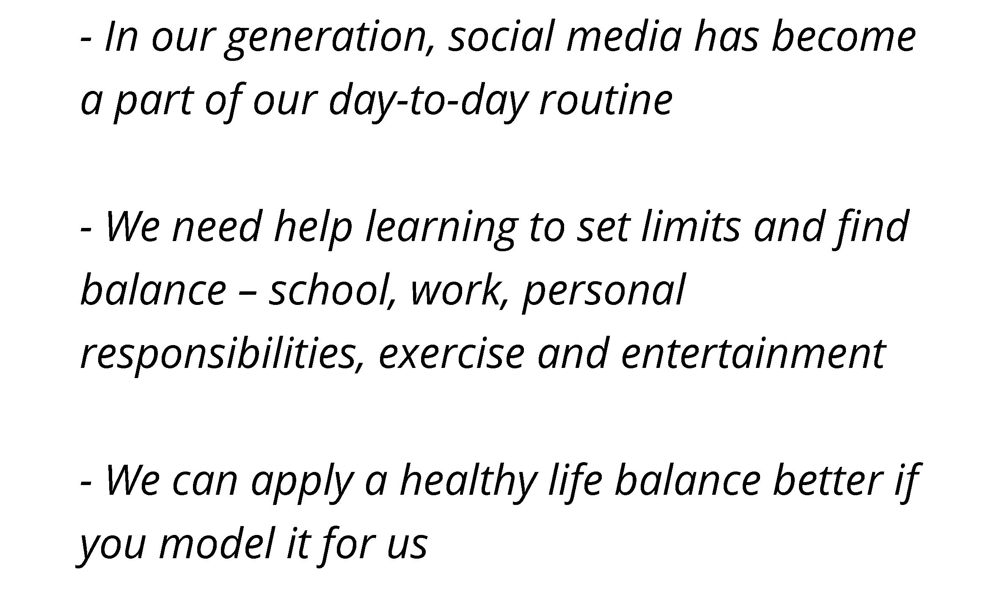 - In our generation, social media has become
a part of our day-to-day routine
- We need help learning to set limits and find
balance – school, work, personal
responsibilities, exercise and entertainment
- We can apply a healthy life balance better if
you model it for us